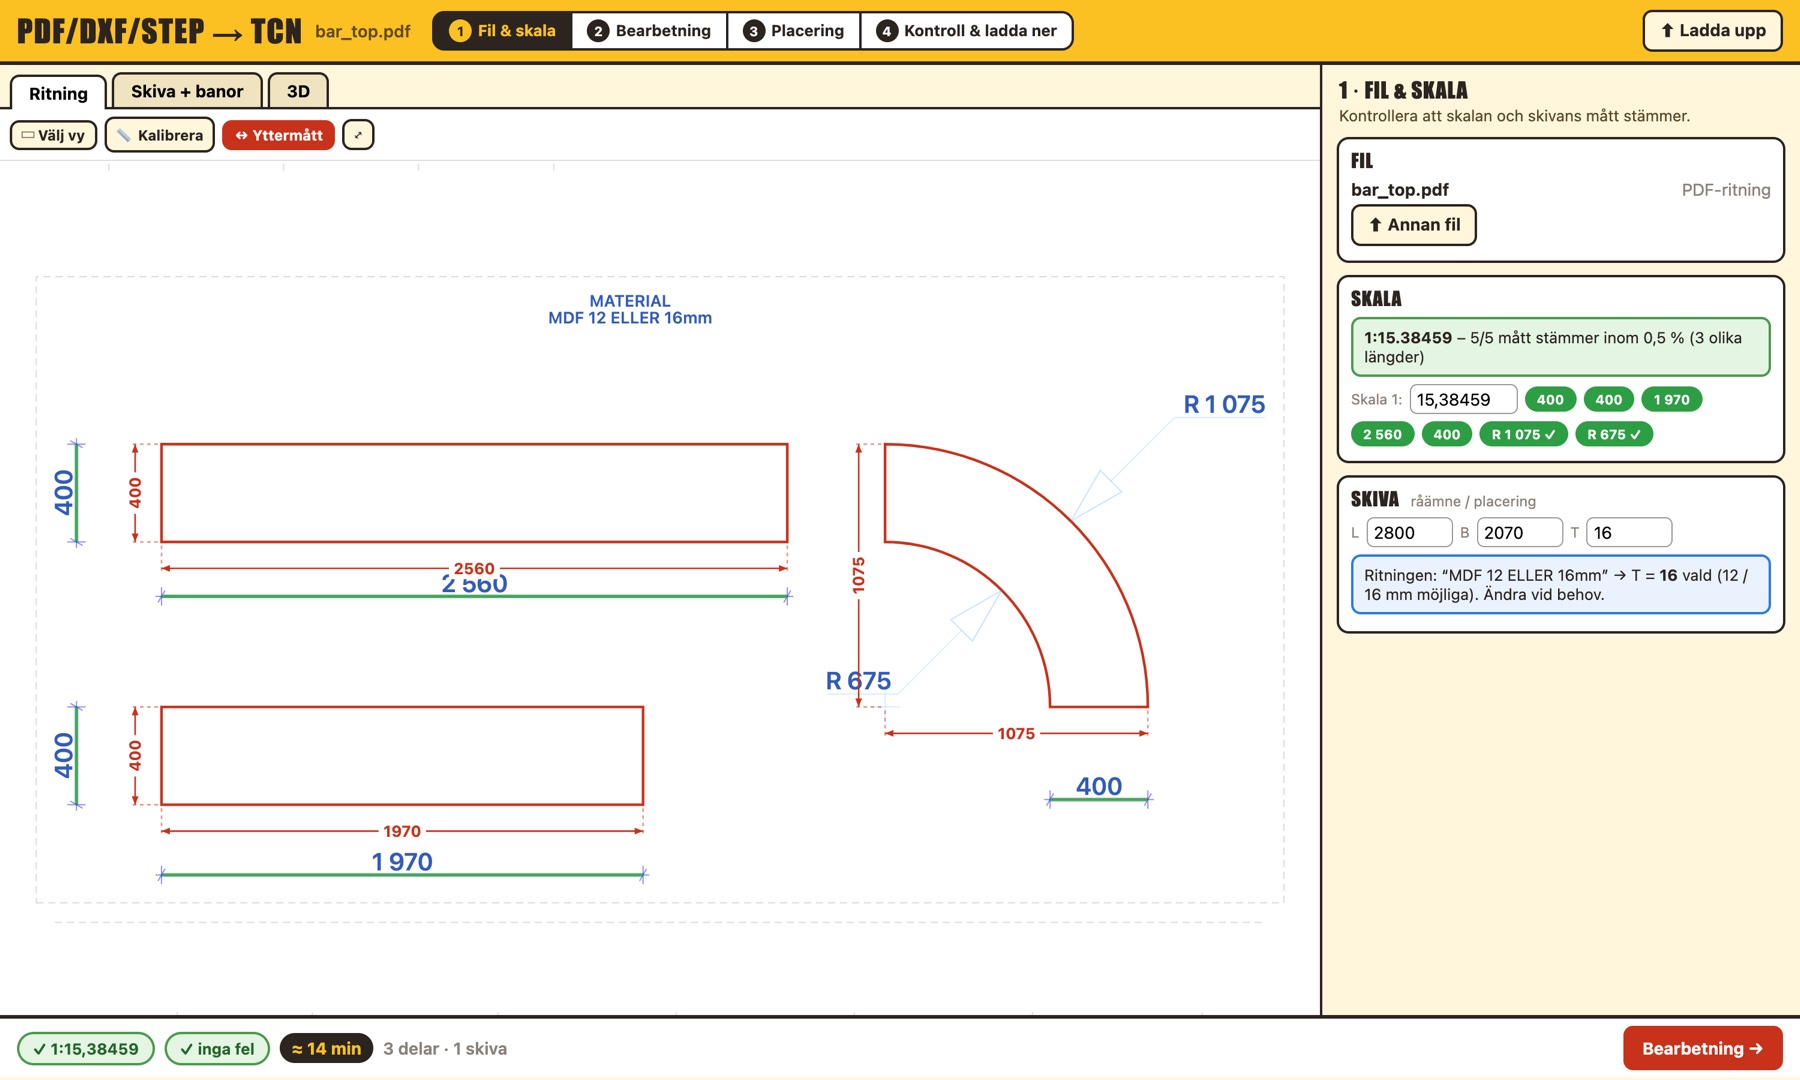 PDF/DXF/STEP → TCN bar_top.pdf 1 Fil & skala 2 Bearbetning 3 Placering 4 Kontroll & ladda ner ⬆ Ladda upp
Ritning Skiva + banor 3D
Välj vy Kalibrera ↔ Yttermått ⤢
MATERIAL
MDF 12 ELLER 16mm
R 1 075
400
400
2560
2 560
1075
R 675
1075
400
400
400
1970
1 970
1 · FIL & SKALA
Kontrollera att skalan och skivans mått stämmer.
FIL
bar_top.pdf PDF-ritning
⬆ Annan fil
SKALA
1:15.38459 – 5/5 mått stämmer inom 0,5 % (3 olika
längder)
Skala 1: 15,38459 400 400 1 970
2 560 400 R 1 075 ✓ R 675 ✓
SKIVA råämne / placering
L 2800 B 2070 T 16
Ritningen: “MDF 12 ELLER 16mm” → T = 16 vald (12 /
16 mm möjliga). Ändra vid behov.
✓ 1:15,38459 ✓ inga fel ≈ 14 min 3 delar · 1 skiva Bearbetning →